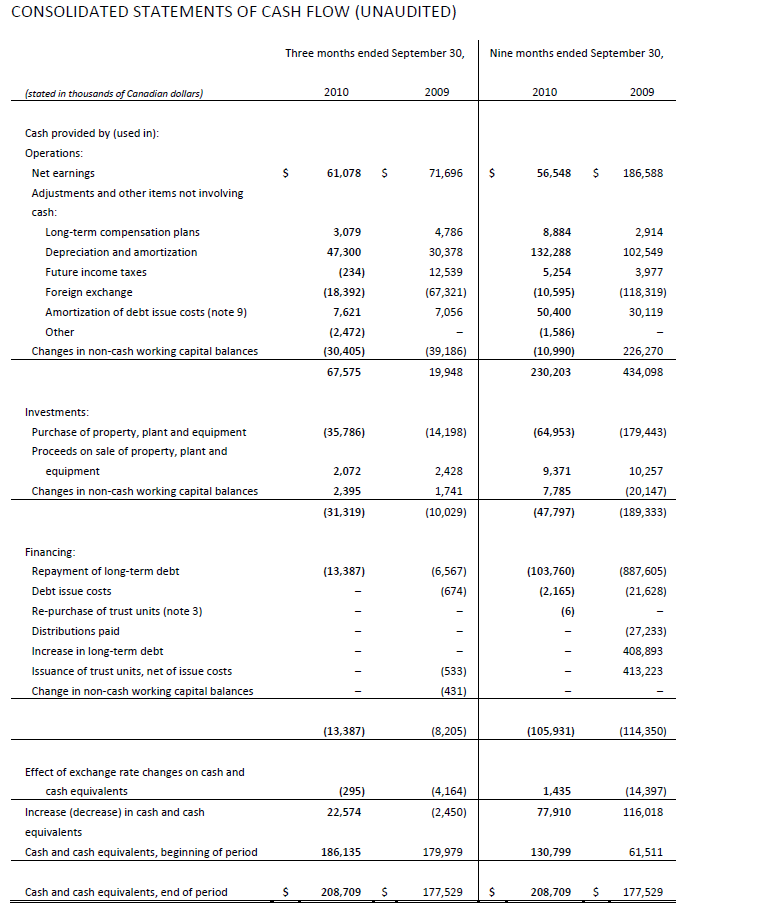 CONSOLIDATED STATEMENTS OF CASH FLOW (UNAUDITED)
Three months ended September 30, Nine months ended September 30,
(stated in thousands of Canadian dollars) 2010 2009 2010 2009
Cash provided by (used in):
Operations:
Net earnings $ 61,078 $ 71,696 $ 56,548 $ 186,588
Adjustments and other items not involving
cash:
Long-term compensation plans 3,079 4,786 8,884 2,914
Depreciation and amortization 47,300 30,378 132,288 102,549
Future income taxes (234) 12,539 5,254 3,977
Foreign exchange (18,392) (67,321) (10,595) (118,319)
Amortization of debt issue costs (note 9) 7,621 7,056 50,400 30,119
Other (2,472) – (1,586) –
Changes in non-cash working capital balances (30,405) (39,186) (10,990) 226,270
67,575 19,948 230,203 434,098
Investments:
Purchase of property, plant and equipment (35,786) (14,198) (64,953) (179,443)
Proceeds on sale of property, plant and
equipment 2,072 2,428 9,371 10,257
Changes in non-cash working capital balances 2,395 1,741 7,785 (20,147)
(31,319) (10,029) (47,797) (189,333)
Financing:
Repayment of long-term debt (13,387) (6,567) (103,760) (887,605)
Debt issue costs – (674) (2,165) (21,628)
Re-purchase of trust units (note 3) – – (6) –
Distributions paid – – – (27,233)
Increase in long-term debt – – – 408,893
Issuance of trust units, net of issue costs – (533) – 413,223
Change in non-cash working capital balances – (431) – –
(13,387) (8,205) (105,931) (114,350)
Effect of exchange rate changes on cash and
cash equivalents (295) (4,164) 1,435 (14,397)
Increase (decrease) in cash and cash 22,574 (2,450) 77,910 116,018
equivalents
Cash and cash equivalents, beginning of period 186,135 179,979 130,799 61,511
Cash and cash equivalents, end of period $ 208,709 $ 177,529 $ 208,709 $ 177,529